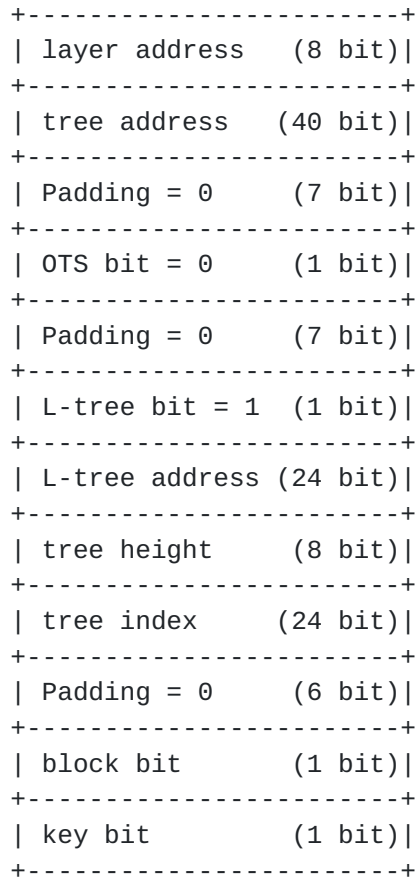 +------------------------+
| layer address   (8 bit)|
+------------------------+
| tree address   (40 bit)|
+------------------------+
| Padding = 0     (7 bit)|
+------------------------+
| OTS bit = 0     (1 bit)|
+------------------------+
| Padding = 0     (7 bit)|
+------------------------+
| L-tree bit = 1  (1 bit)|
+------------------------+
| L-tree address (24 bit)|
+------------------------+
| tree height     (8 bit)|
+------------------------+
| tree index     (24 bit)|
+------------------------+
| Padding = 0     (6 bit)|
+------------------------+
| block bit       (1 bit)|
+------------------------+
| key bit         (1 bit)|
+------------------------+